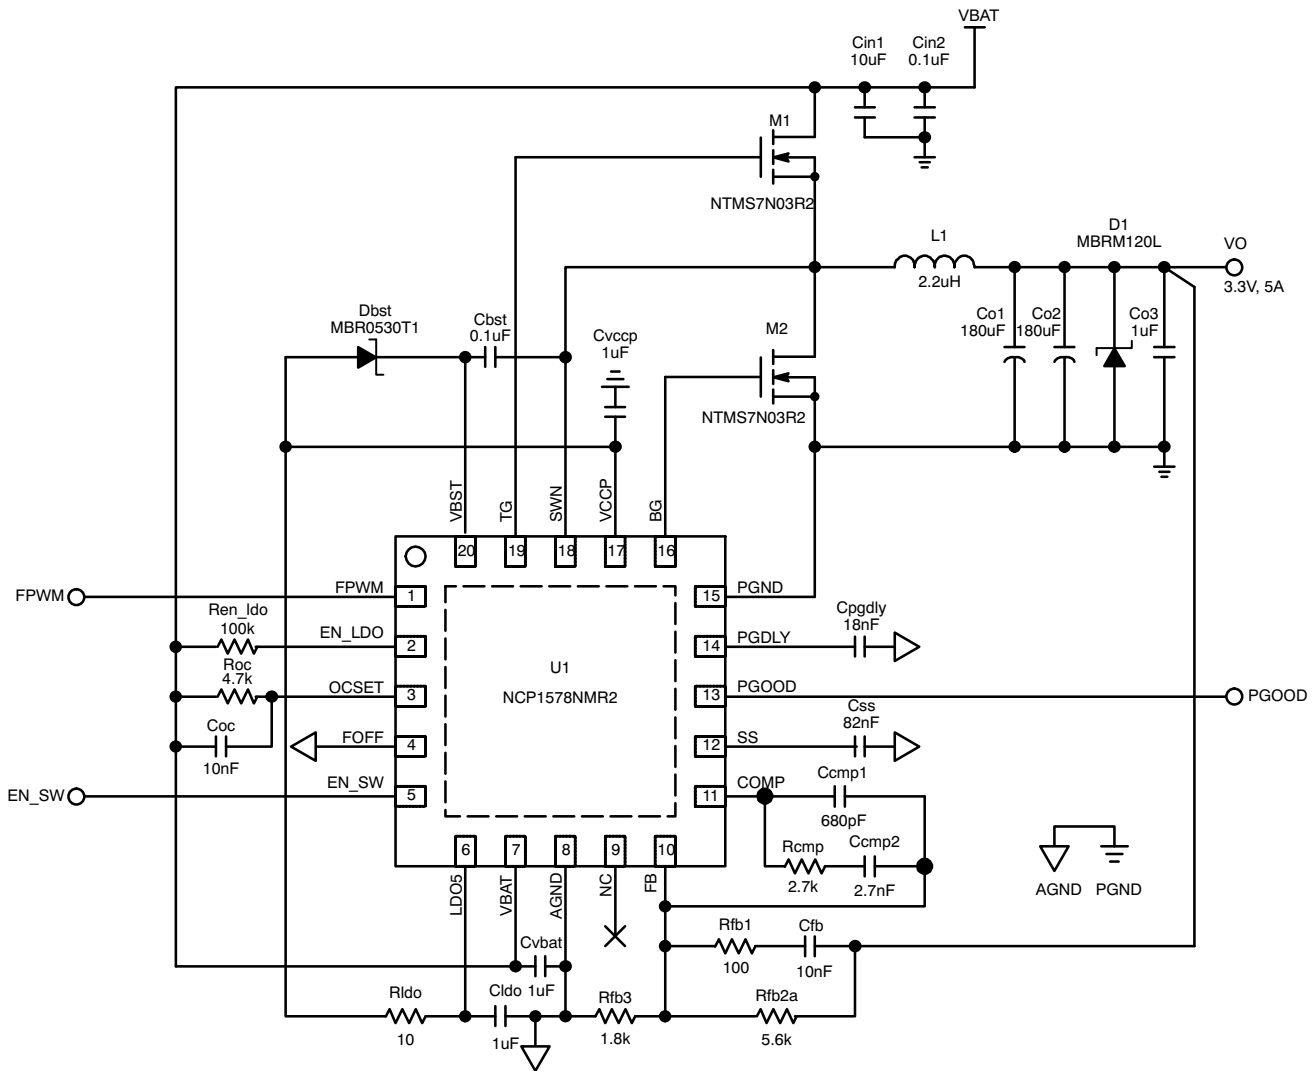 VBAT
Cin1
10uF
Cin2
0.1uF
M1
NTMS7N03R2
L1
2.2uH
D1
MBRM120L
VO
3.3V, 5A
Dbst
MBR0530T1
Cbst
0.1uF
Cvccp
1uF
M2
NTMS7N03R2
Co1
180uF
Co2
180uF
Co3
1uF
VBST
TG
SWN
VCCP
BG
20
19
18
17
16
FPWM
FPWM
1
15
PGND
Ren_ldo
100k
EN_LDO
2
14
PGDLY
Cpgdly
18nF
Roc
4.7k
OCSET
3
U1
NCP1578NMR2
13
PGOOD
PGOOD
Coc
10nF
FOFF
4
12
SS
Css
82nF
EN_SW
EN_SW
5
11
COMP
Ccmp1
680pF
Rcmp
2.7k
Ccmp2
2.7nF
6
7
8
9
10
LDO5
VBAT
AGND
NC
FB
AGND
PGND
Cvbat
1uF
Rfb1
100
Cfb
10nF
Rldo
10
Cldo
1uF
Rfb3
1.8k
Rfb2a
5.6k